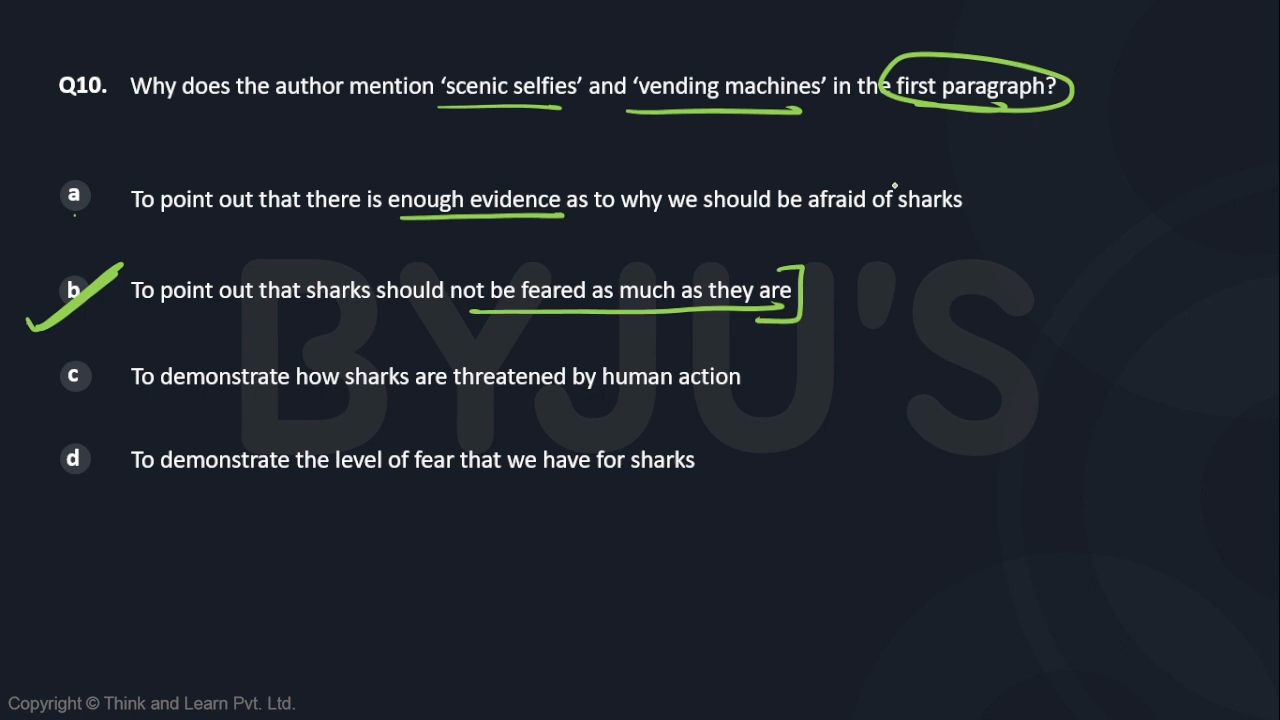 Q10. Why does the author mention ‘scenic selfies’ and ‘vending machines’ in the first paragraph?
a To point out that there is enough evidence as to why we should be afraid of sharks
b To point out that sharks should not be feared as much as they are
c To demonstrate how sharks are threatened by human action
d To demonstrate the level of fear that we have for sharks
BYJU'S
Copyright © Think and Learn Pvt. Ltd.